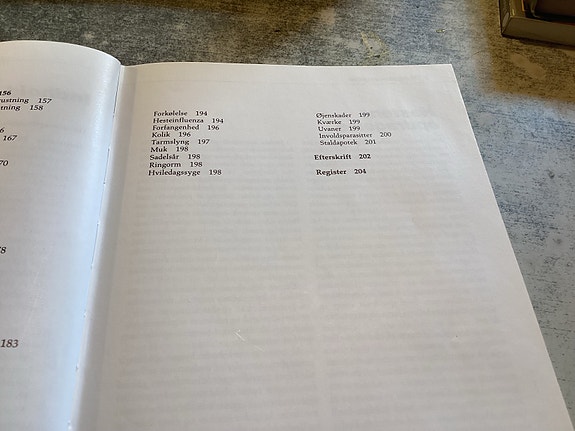 156
ustning 157
tning 158
6
167
70
78
183
Forkølelse 194
Hesteinfluenza 194
Forfangenhed 196
Kolik 196
Tarmslyng 197
Muk 198
Sadelsår 198
Ringorm 198
Hviledagssyge 198
Øjenskader 199
Kværke 199
Uvaner 199
Involdsparasitter 200
Staldapotek 201
Efterskrift 202
Register 204